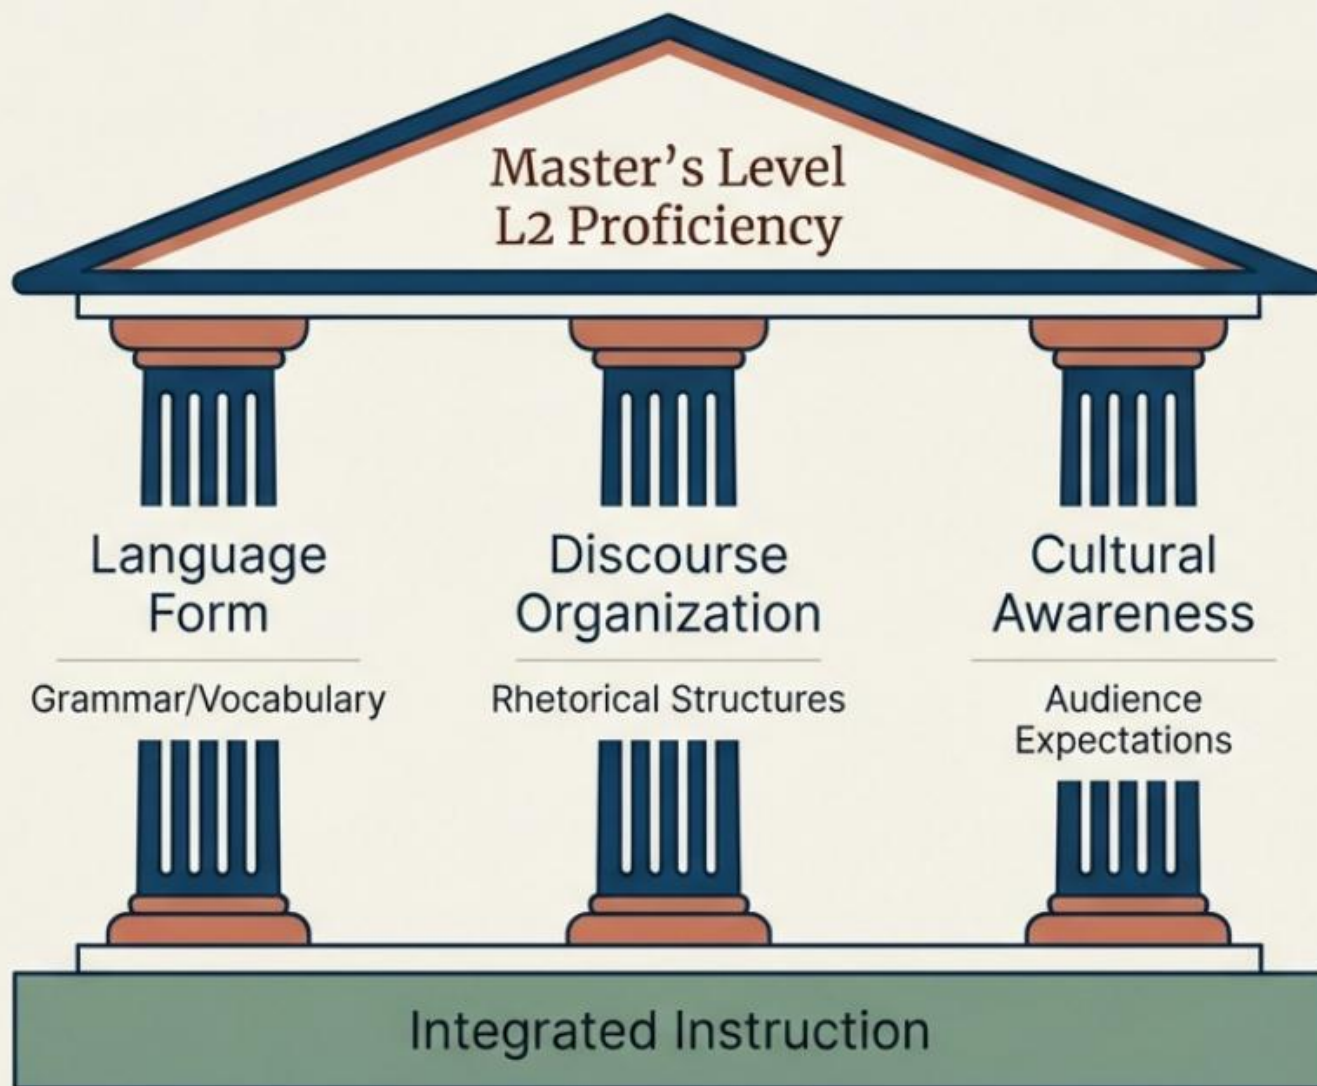 Master’s Level
L2 Proficiency
Language
Form
Grammar/Vocabulary
Discourse
Organization
Rhetorical Structures
Cultural
Awareness
Audience
Expectations
Integrated Instruction